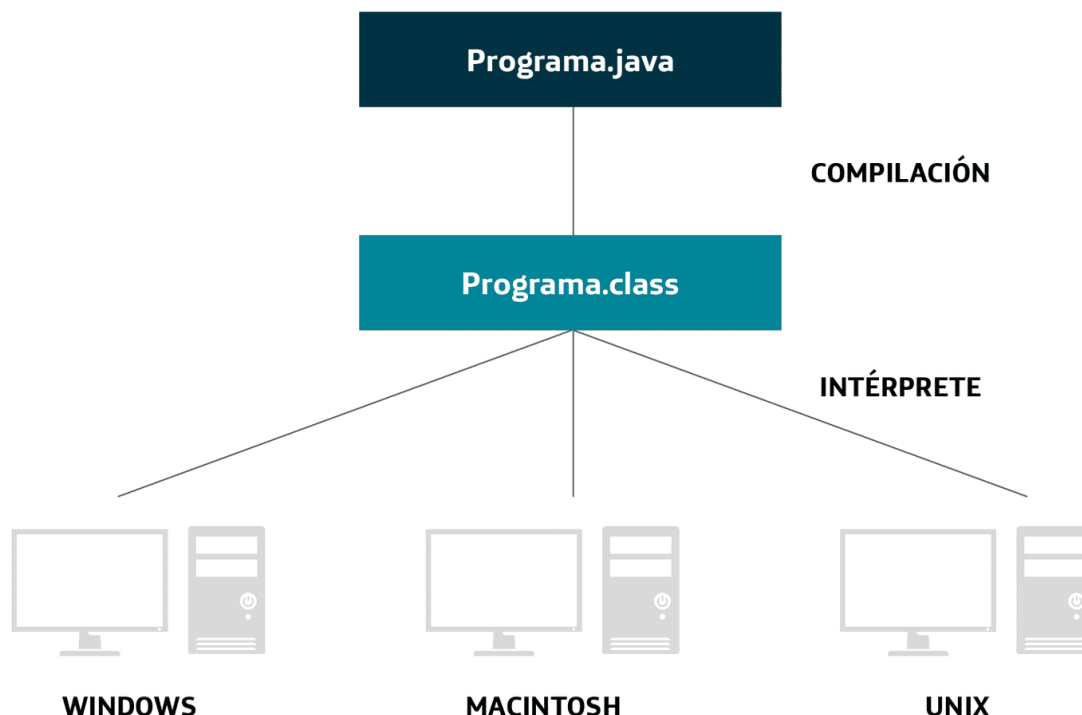 Programa.java
COMPILACIÓN
Programa.class
INTÉRPRETE
WINDOWS
MACINTOSH
UNIX